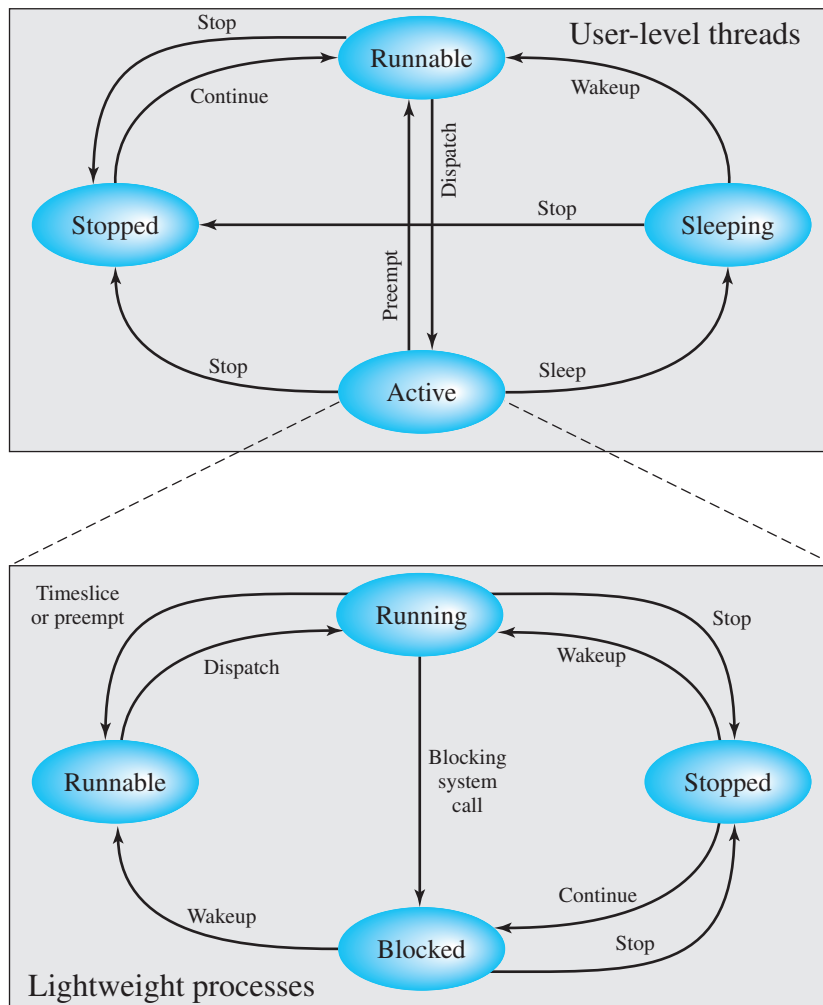 Stop
Runnable
User-level threads
Continue
Wakeup
Dispatch
Stopped
Stop
Sleeping
Preempt
Stop
Active
Sleep
Timeslice
or preempt
Running
Stop
Dispatch
Wakeup
Runnable
Blocking
system
call
Stopped
Wakeup
Continue
Blocked
Stop
Lightweight processes